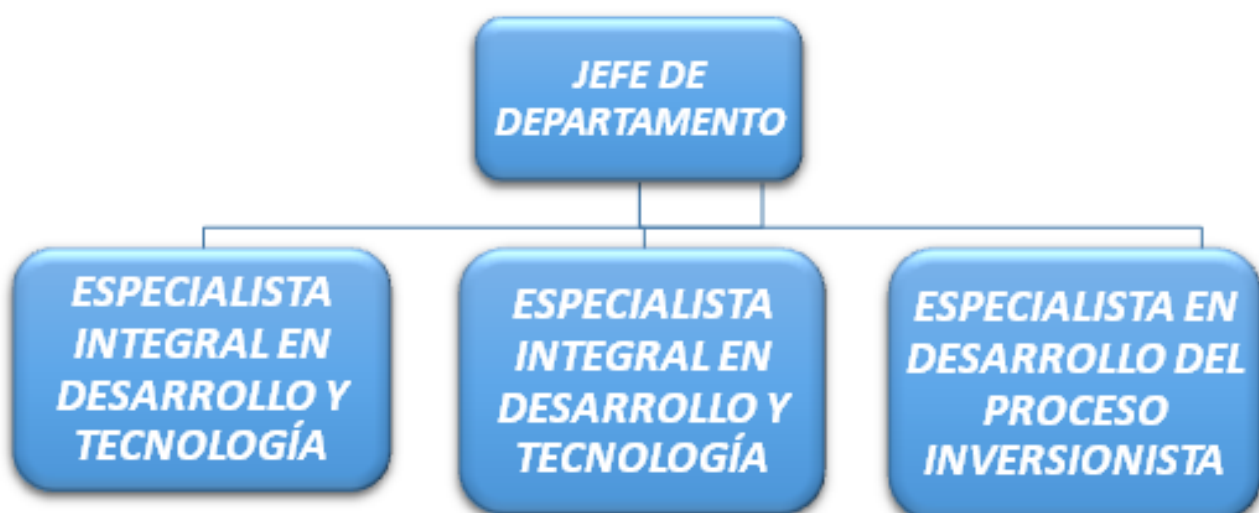 JEFE DE
DEPARTAMENTO
ESPECIALISTA
INTEGRAL EN
DESARROLLO Y
TECNOLOGÍA
ESPECIALISTA
INTEGRAL EN
DESARROLLO Y
TECNOLOGÍA
ESPECIALISTA EN
DESARROLLO DEL
PROCESO
INVERSIONISTA